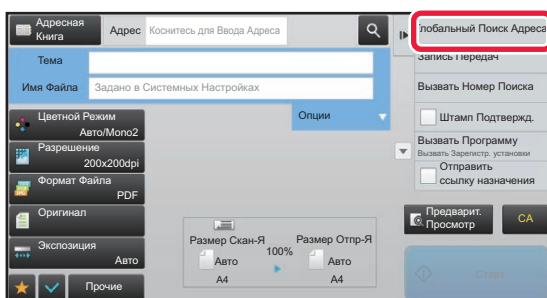 Адресная
Книга
Адрес
Коснитесь для Ввода Адреса
Глобальный Поиск Адреса
Запись Передач
Тема
Имя Файла
Задано в Системных Настройках
Вызвать Номер Поиска
Опции
Штамп Подтвержд.
Цветной Режим
Авто/Mono2
Вызвать Программу
Вызвать Зарегистр. установки
Разрешение
200x200dpi
Отправить
ссылку назначения
Формат Файла
PDF
Оригинал
Предварит.
Просмотр
CA
Размер Скан-Я
100%
Размер Отпр-Я
Авто
A4
Авто
A4
Экспозиция
Авто
Прочие
Старт